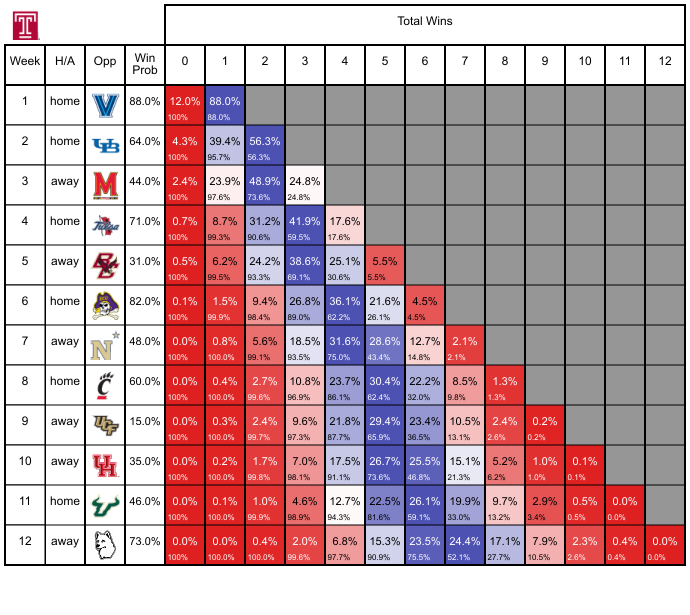 T
Total Wins
Week H/A Opp Win Prob 0 1 2 3 4 5 6 7 8 9 10 11 12
1 home V 88.0% 12.0% 88.0%
100% 88.0%
2 home UB 64.0% 4.3% 39.4% 56.3%
100% 95.7% 56.3%
3 away M 44.0% 2.4% 23.9% 48.9% 24.8%
100% 97.6% 73.6% 24.8%
4 home Tulsa 71.0% 0.7% 8.7% 31.2% 41.9% 17.6%
100% 99.3% 90.6% 59.5% 17.6%
5 away BC 31.0% 0.5% 6.2% 24.2% 38.6% 25.1% 5.5%
100% 99.5% 93.3% 69.1% 30.6% 5.5%
6 home 82.0% 0.1% 1.5% 9.4% 26.8% 36.1% 21.6% 4.5%
100% 99.9% 98.4% 89.0% 62.2% 26.1% 4.5%
7 away N 48.0% 0.0% 0.8% 5.6% 18.5% 31.6% 28.6% 12.7% 2.1%
100% 100.0% 99.1% 93.5% 75.0% 43.4% 14.8% 2.1%
8 home C 60.0% 0.0% 0.4% 2.7% 10.8% 23.7% 30.4% 22.2% 8.5% 1.3%
100% 100.0% 99.6% 96.9% 86.1% 62.4% 32.0% 9.8% 1.3%
9 away UCF 15.0% 0.0% 0.3% 2.4% 9.6% 21.8% 29.4% 23.4% 10.5% 2.4% 0.2%
100% 100.0% 99.7% 97.3% 87.7% 65.9% 36.5% 13.1% 2.6% 0.2%
10 away UH 35.0% 0.0% 0.2% 1.7% 7.0% 17.5% 26.7% 25.5% 15.1% 5.2% 1.0% 0.1%
100% 100.0% 99.8% 98.1% 91.1% 73.6% 46.8% 21.3% 6.2% 1.0% 0.1%
11 home 46.0% 0.0% 0.1% 1.0% 4.6% 12.7% 22.5% 26.1% 19.9% 9.7% 2.9% 0.5% 0.0%
100% 100.0% 99.9% 98.9% 94.3% 81.6% 59.1% 33.0% 13.2% 3.4% 0.5% 0.0%
12 away 73.0% 0.0% 0.0% 0.4% 2.0% 6.8% 15.3% 23.5% 24.4% 17.1% 7.9% 2.3% 0.4% 0.0%
100% 100.0% 100.0% 99.6% 97.7% 90.9% 75.5% 52.1% 27.7% 10.5% 2.6% 0.4% 0.0%